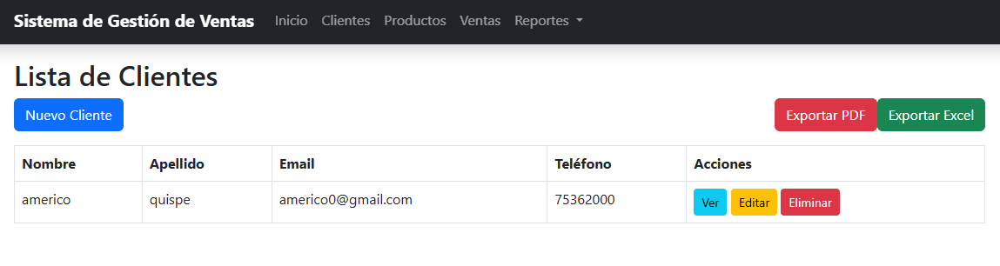 Sistema de Gestión de Ventas Inicio Clientes Productos Ventas Reportes
Lista de Clientes
Nuevo Cliente Exportar PDF Exportar Excel
Nombre Apellido Email Teléfono Acciones
americo quispe americo0@gmail.com 75362000 Ver Editar Eliminar